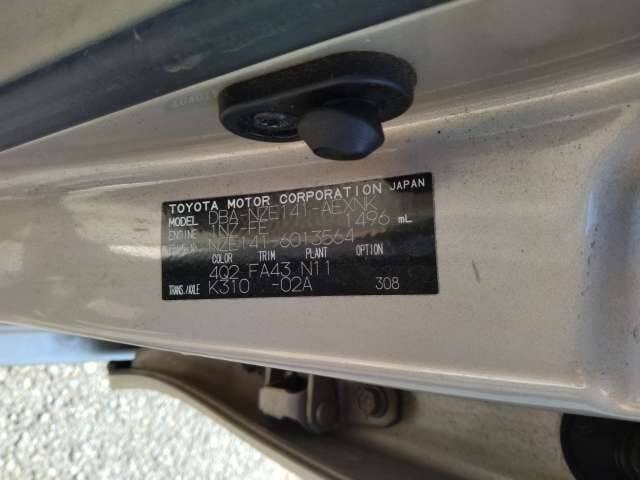 TOYOTA MOTOR CORPORATION JAPAN
MODEL DBA-NZE141-AEXNK
ENGINE 1NZ-FE 1496 mL
NZE141-6013564
COLOR TRIM PLANT OPTION
4Q2 FA43 N11
TRANS./AXLE K310 -02A 308